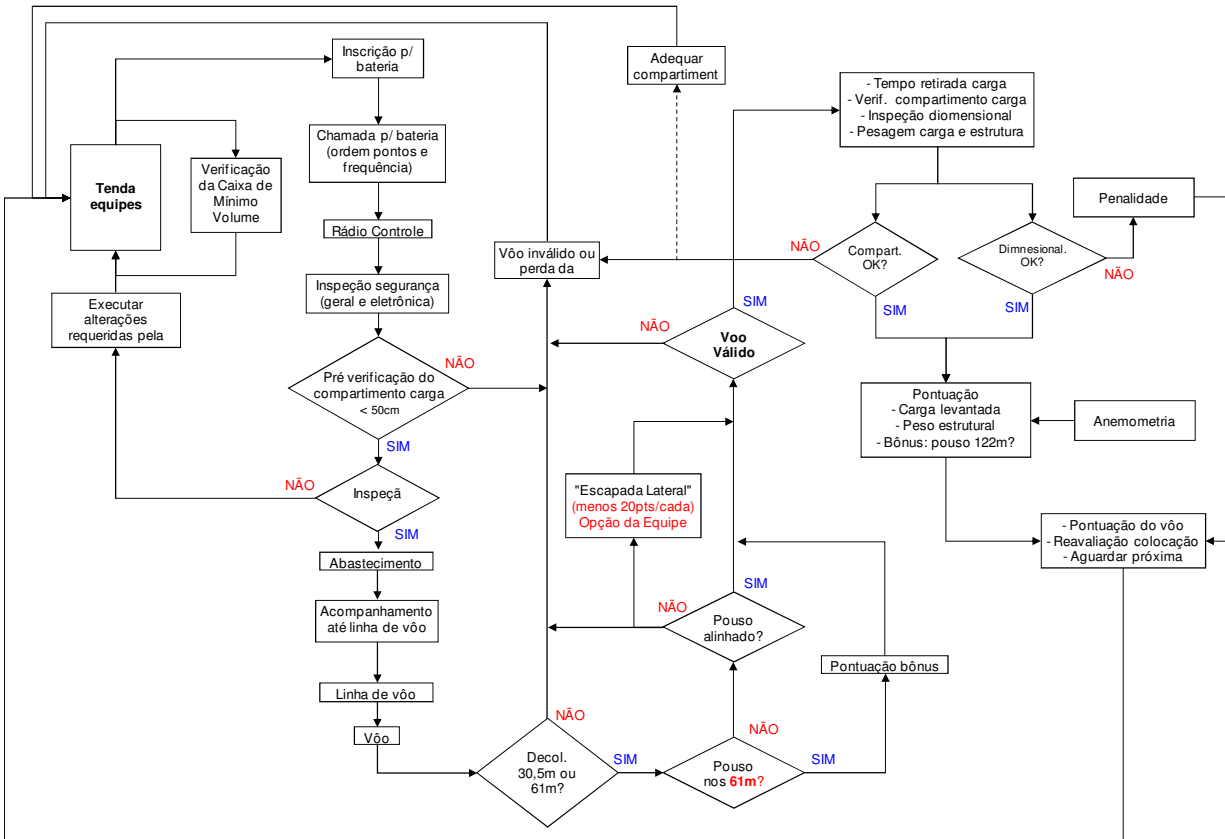 Inscrição p/
bateria
Chamada p/ bateria
(ordem pontos e
frequência)
Tenda
equipes
Verificação
da Caixa de
Mínimo
Volume
Rádio Controle
Inspeção segurança
(geral e eletrônica)
Executar
alterações
requeridas pela
NÃO
Pré verificação do
compartimento carga
< 50cm
SIM
NÃO
Inspeçã
SIM
Abastecimento
Acompanhamento
até linha de vôo
Linha de vôo
Vôo
NÃO
Decol.
30,5m ou
61m?
SIM
NÃO
Pouso
nos 61m?
SIM
Pontuação bônus
NÃO
Pouso
alinhado?
SIM
"Escapada Lateral"
(menos 20pts/cada)
Opção da Equipe
NÃO
Voo
Válido
SIM
Vôo inválido ou
perda da
Adequar
compartiment
- Tempo retirada carga
- Verif. compartimento carga
- Inspeção diomensional
- Pesagem carga e estrutura
NÃO
Compart.
OK?
SIM
Dimnesional.
OK?
NÃO
SIM
Penalidade
Pontuação
- Carga levantada
- Peso estrutural
- Bônus: pouso 122m?
Anemometria
- Pontuação do vôo
- Reavaliação colocação
- Aguardar próxima